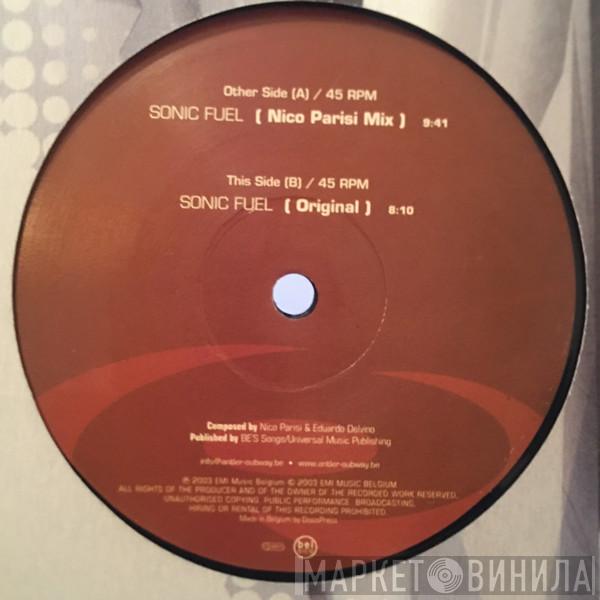 Other Side (A) / 45 RPM
SONIC FUEL ( Nico Parisi Mix ) 9:41
This Side (B) / 45 RPM
SONIC FUEL ( Original ) 8:10
Composed by Nico Parisi & Eduardo Delvino
Published by BE'S Songs/Universal Music Publishing
info@antler-subway.be • www.antler-subway.be
℗ 2003 EMI Music Belgium © 2003 EMI MUSIC BELGIUM
ALL RIGHTS OF THE PRODUCER AND OF THE OWNER OF THE RECORDED WORK RESERVED.
UNAUTHORISED COPYING, PUBLIC PERFORMANCE, BROADCASTING,
HIRING OR RENTAL OF THIS RECORDING PROHIBITED.
Made in Belgium by DiscoPress
bel
МАРКЕТ ВИНИЛА